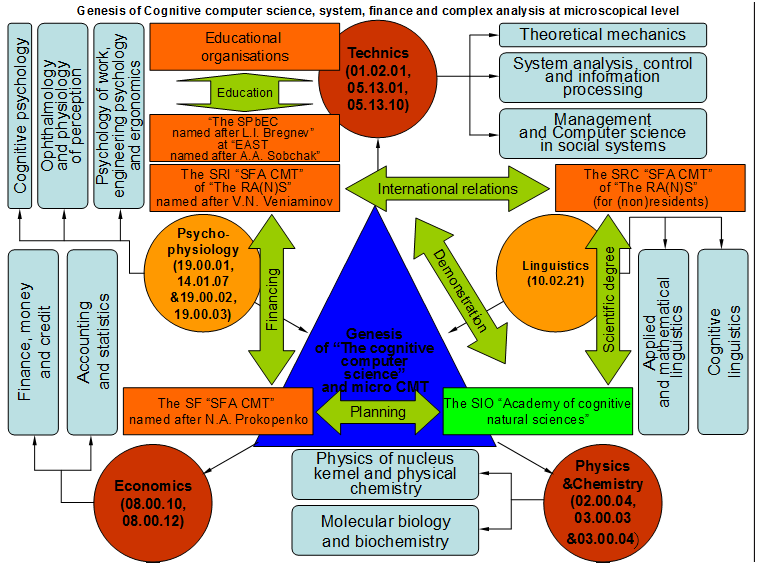 Genesis of Cognitive computer science, system, finance and complex analysis at microscopical level
Cognitive psychology
Ophthalmology
and physiology
of perception
Psychology of work,
engineering psychology
and ergonomics
Educational
organisations
Education
"The SPbEC
named after L.I. Bregnev"
at "EAST
named after A.A. Sobchak"
The SRI "SFA CMT"
of "The RA(N)S"
named after V.N. Veniaminov
Technics
(01.02.01,
05.13.01,
05.13.10)
Theoretical mechanics
System analysis, control
and information
processing
Management
and Computer science
in social systems
International relations
The SRC "SFA CMT"
of "The RA(N)S"
(for (non)residents)
Psycho-
physiology
(19.00.01,
14.01.07
&19.00.02,
19.00.03)
Financing
Demonstration
Linguistics
(10.02.21)
Scientific degree
Applied
and mathematical
linguistics
Cognitive
linguistics
Finance, money
and credit
Accounting
and statistics
Genesis
of "The cognitive
computer
science"
and micro CMT
The SF "SFA CMT"
named after N.A. Prokopenko
Planning
The SIO "Academy of cognitive
natural sciences"
Economics
(08.00.10,
08.00.12)
Physics of nucleus
kernel and physical
chemistry
Molecular biology
and biochemistry
Physics
&Chemistry
(02.00.04,
03.00.03
&03.00.04)